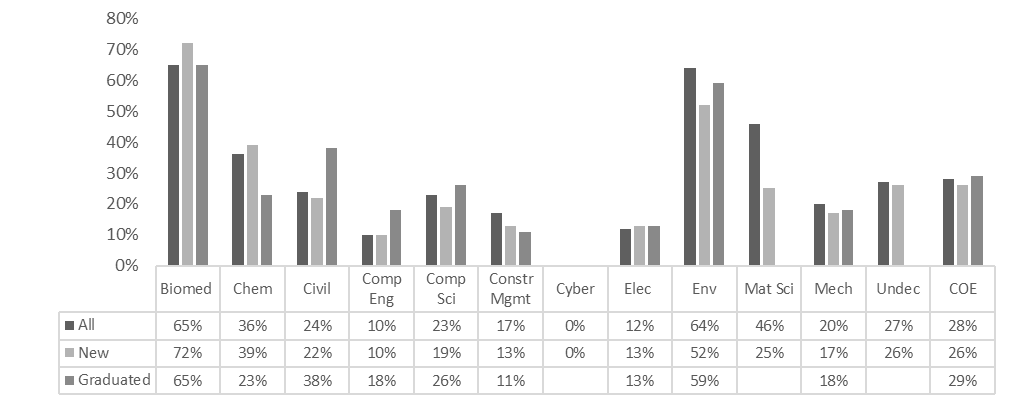 80%
70%
60%
50%
40%
30%
20%
10%
0%
Biomed Chem Civil Comp Eng Comp Sci Constr Mgmt Cyber Elec Env Mat Sci Mech Undec COE
All 65% 36% 24% 10% 23% 17% 0% 12% 64% 46% 20% 27% 28%
New 72% 39% 22% 10% 19% 13% 0% 13% 52% 25% 17% 26% 26%
Graduated 65% 23% 38% 18% 26% 11% 13% 59% 18% 29%